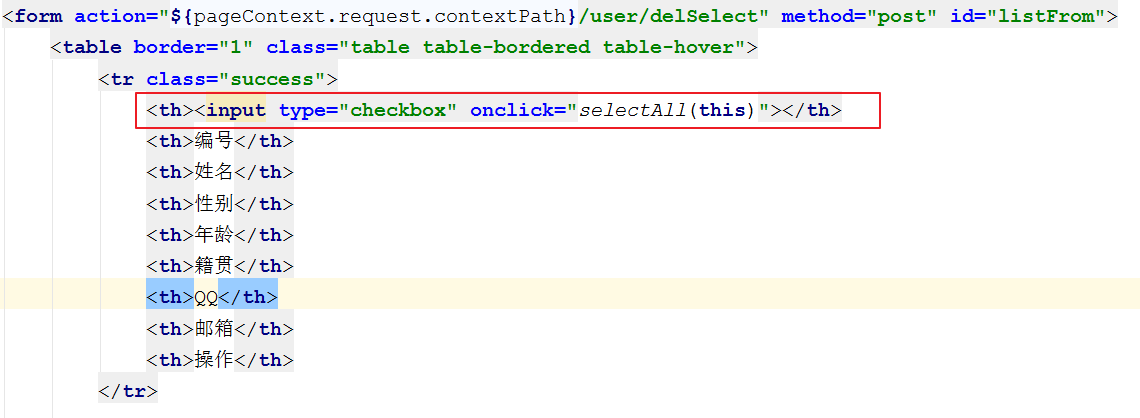 <form action="${pageContext.request.contextPath}/user/delSelect" method="post" id="listFrom">
<table border="1" class="table table-bordered table-hover">
<tr class="success">
<th><input type="checkbox" onclick="selectAll(this)"></th>
<th>编号</th>
<th>姓名</th>
<th>性别</th>
<th>年龄</th>
<th>籍贯</th>
<th>QQ</th>
<th>邮箱</th>
<th>操作</th>
</tr>